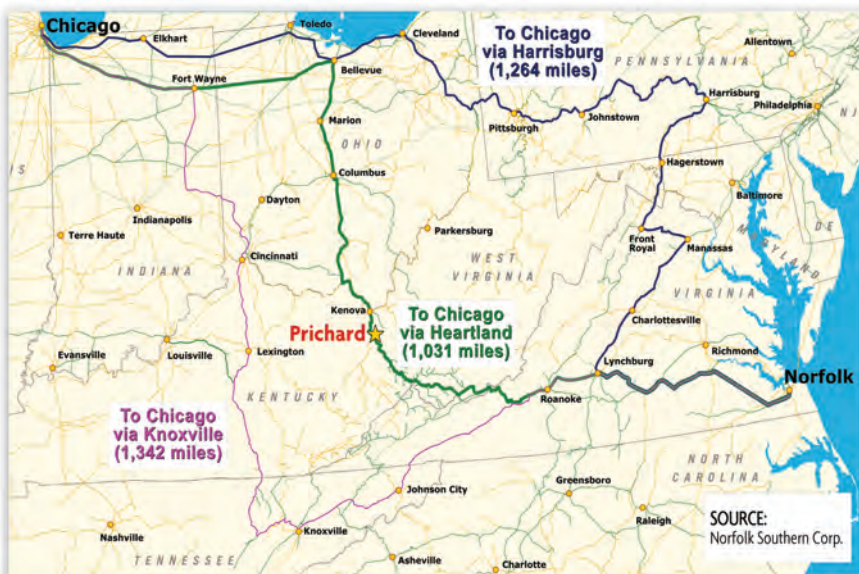 Chicago
Elkhart
Toledo
Cleveland
To Chicago
via Harrisburg
(1,264 miles)
PENNSYLVANIA
Allentown
Fort Wayne
Bellevue
Harrisburg
Philadelphia
NJ
Marion
OHIO
Pittsburgh
Johnstown
IS
Columbus
Hagerstown
Dayton
Baltimore
Indianapolis
Terre Haute
Parkersburg
Front
Royal
Manassas
MARYLAND
DE
Cincinnati
INDIANA
WEST
VIRGINIA
VIRGINIA
Kenova
Prichard
To Chicago
via Heartland
(1,031 miles)
Charlottesville
Evansville
Louisville
Lexington
Richmond
Lynchburg
Norfolk
KENTUCKY
Roanoke
To Chicago
via Knoxville
(1,342 miles)
NORTH
CAROLINA
Johnson City
Greensboro
Nashville
Knoxville
Raleigh
SOURCE:
Norfolk Southern Corp.
TENNESSEE
Asheville
Charlotte